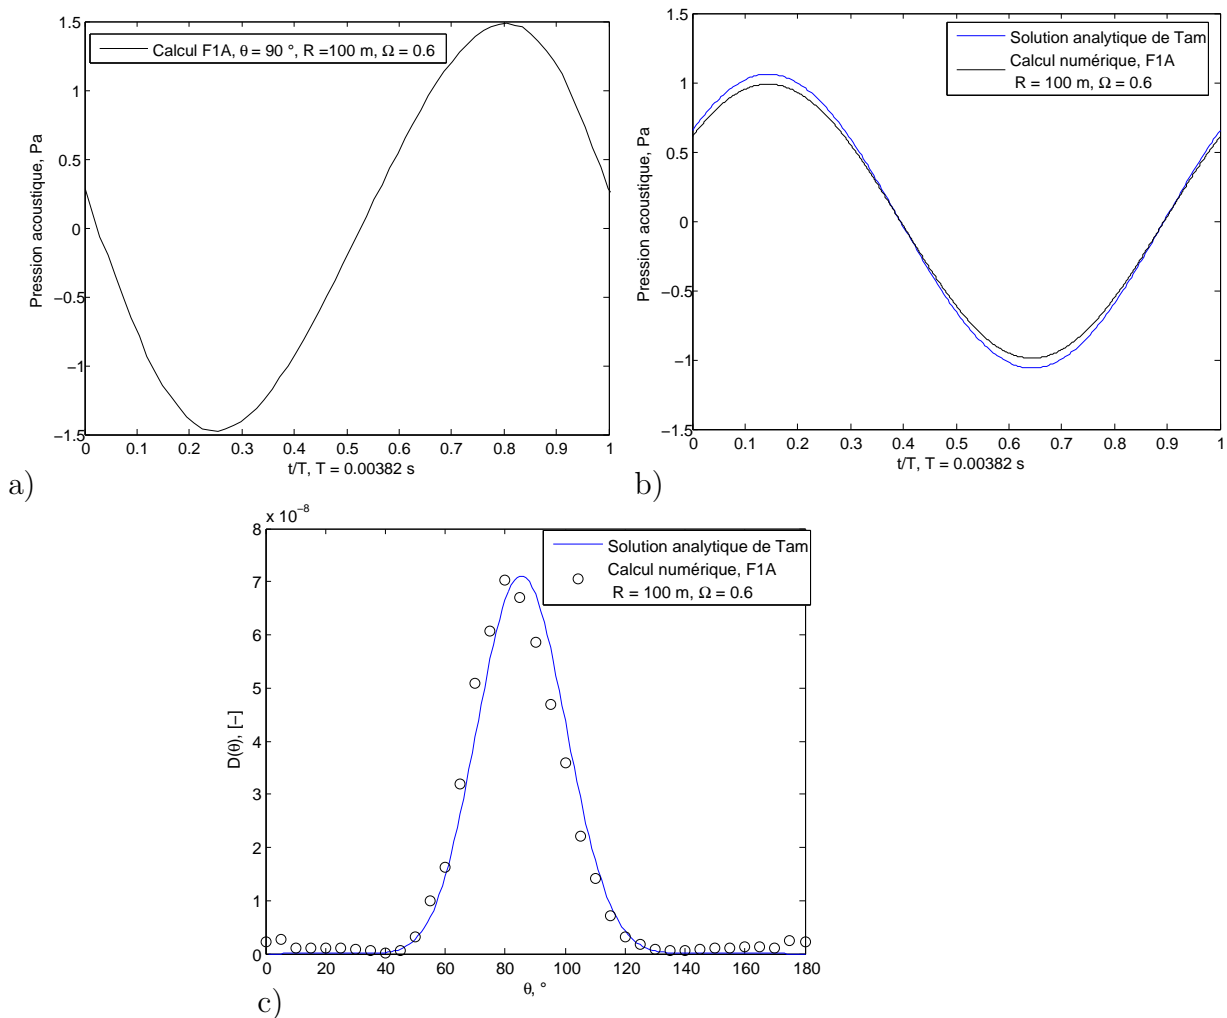 1.5
1
0.5
0
−0.5
−1
−1.5
Pression acoustique, Pa
Calcul F1A, θ = 90 °, R =100 m, Ω = 0.6
0 0.1 0.2 0.3 0.4 0.5 0.6 0.7 0.8 0.9 1
t/T, T = 0.00382 s
a)
1.5
1
0.5
0
−0.5
−1
−1.5
Pression acoustique, Pa
Solution analytique de Tam
Calcul numérique, F1A
R = 100 m, Ω = 0.6
0 0.1 0.2 0.3 0.4 0.5 0.6 0.7 0.8 0.9 1
t/T, T = 0.00382 s
b)
x 10⁻⁸
8
7
6
5
4
3
2
1
0
D(θ), [−]
Solution analytique de Tam
Calcul numérique, F1A
R = 100 m, Ω = 0.6
0 20 40 60 80 100 120 140 160 180
θ, °
c)